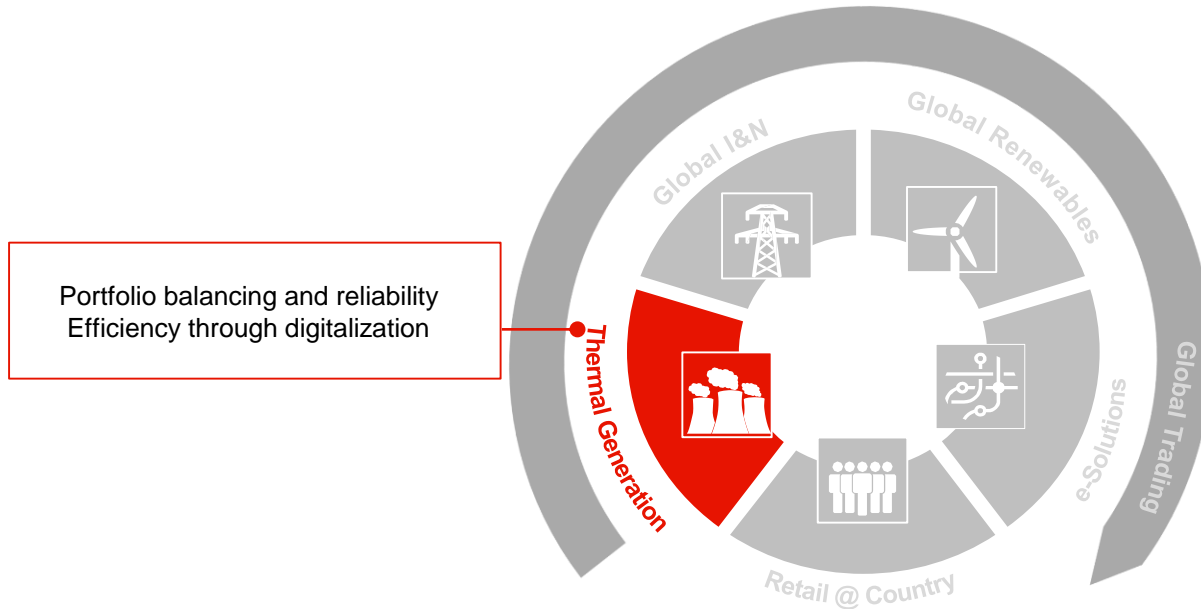 Global I&N
Global Renewables
Portfolio balancing and reliability
Efficiency through digitalization
Thermal Generation
Global Trading
e-Solutions
Retail @ Country